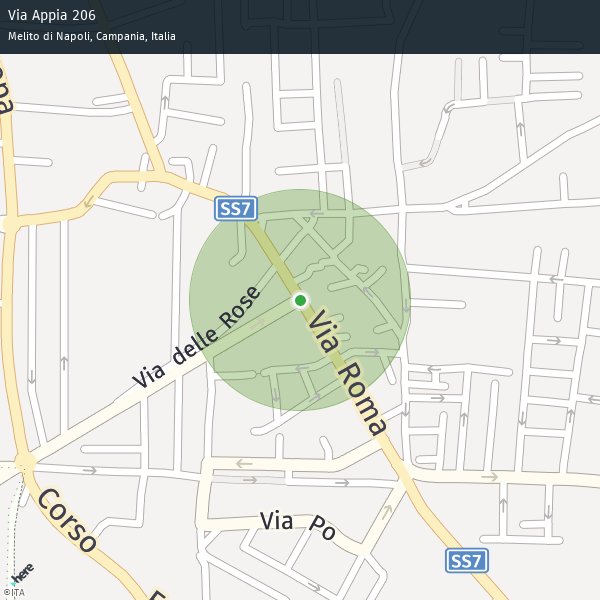 Via Appia 206
Melito di Napoli, Campania, Italia
SS7
Via delle Rose
Via Roma
Corso
Via Po
SS7
here
©ITA